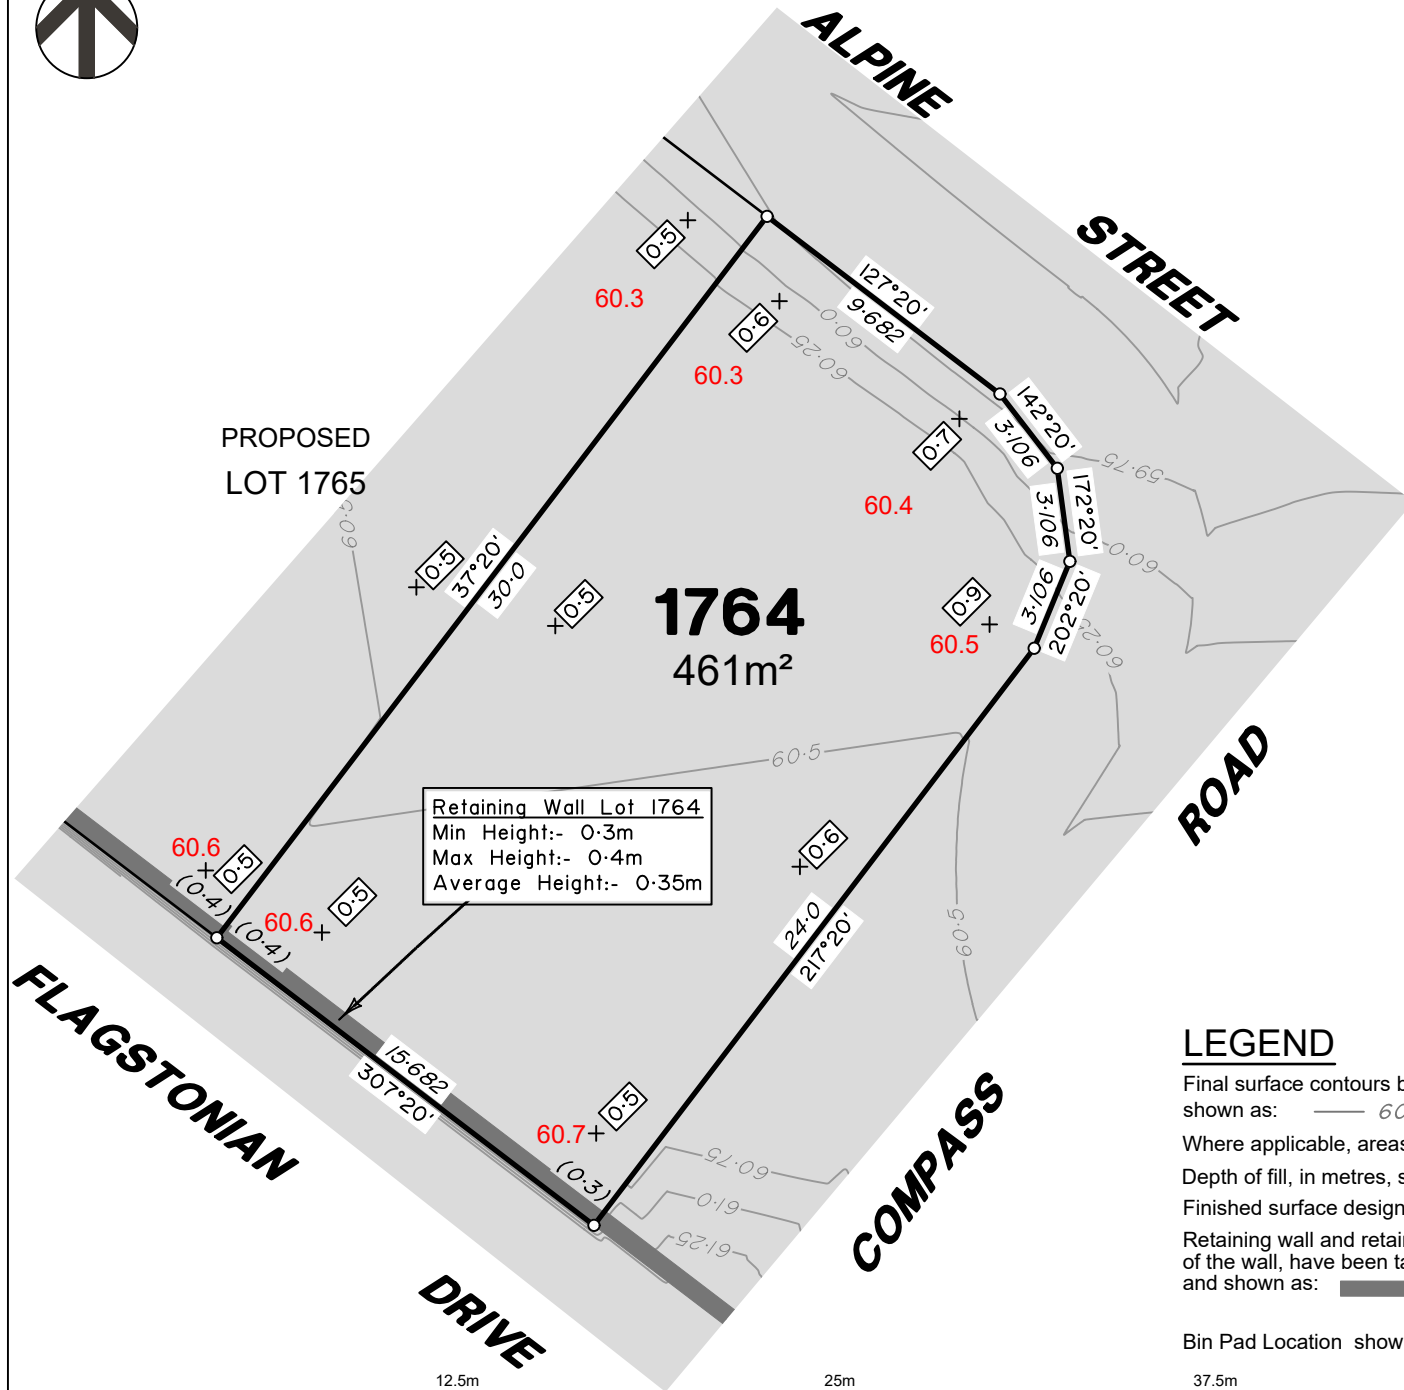 ALPINE
STREET
0·5
60.3
0·6
60.3
127°20'
9·682
60·0
60·25
142°20'
3·106
0·7
60.4
59·75
172°20'
3·106
60·0
PROPOSED
LOT 1765
0·5
37°20'
30·0
0·5
1764
461m²
0·9
60.5
3·106
202°20'
60·5
ROAD
Retaining Wall Lot 1764
Min Height:- 0·3m
Max Height:- 0·4m
Average Height:- 0·35m
0·6
60.6
0·5
(0·4)
60.6
0·5
(0·4)
24·0
217°20'
60·5
FLAGSTONIAN
15·682
307°20'
60.7
0·5
(0·3)
60·75
61·0
61·25
COMPASS
DRIVE
LEGEND
Final surface contours
shown as:
Where applicable, areas
Depth of fill, in metres,
Finished surface design
Retaining wall and
of the wall, have been
and shown as:
Bin Pad Location
12.5m
25m
37.5m